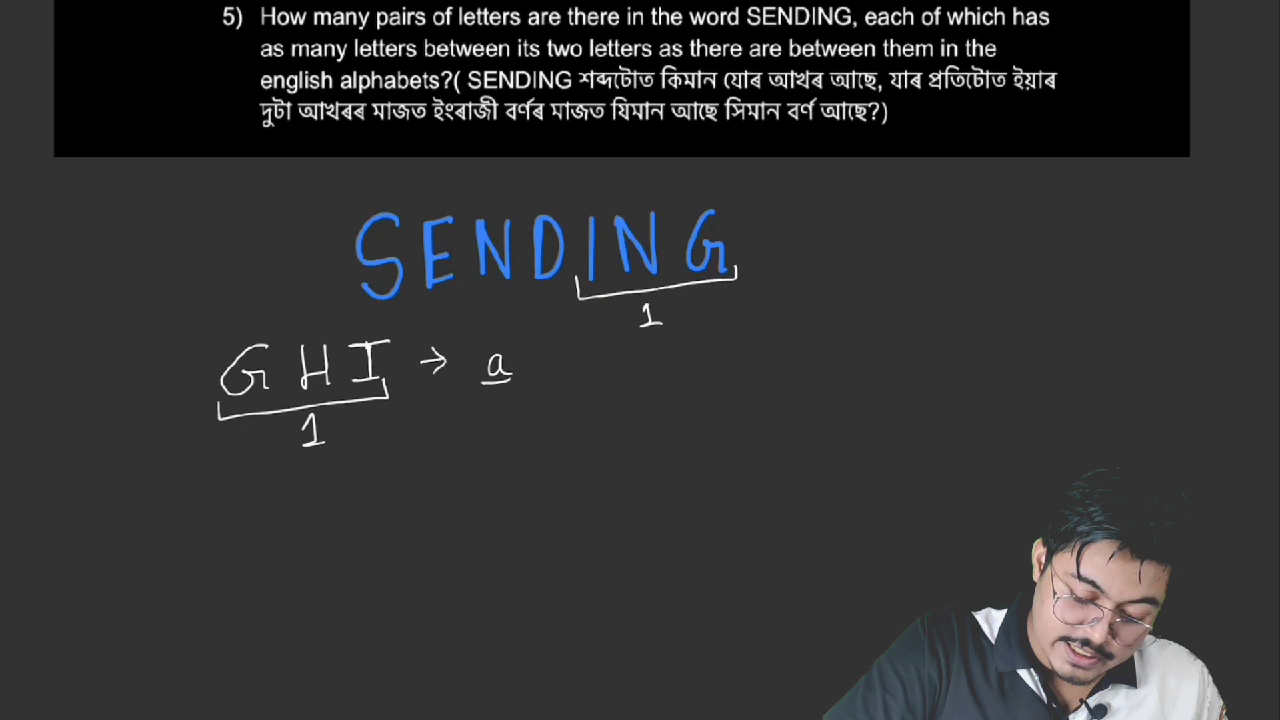 5) How many pairs of letters are there in the word SENDING, each of which has
as many letters between its two letters as there are between them in the
english alphabets?( SENDING শব্দটোত কিমান যোৰ আখৰ আছে, যাৰ প্ৰতিটোত ইয়াৰ
দুটা আখৰৰ মাজত ইংৰাজী বৰ্ণৰ মাজত যিমান আছে সিমান বৰ্ণ আছে?)
SENDING
1
GHI → a
1